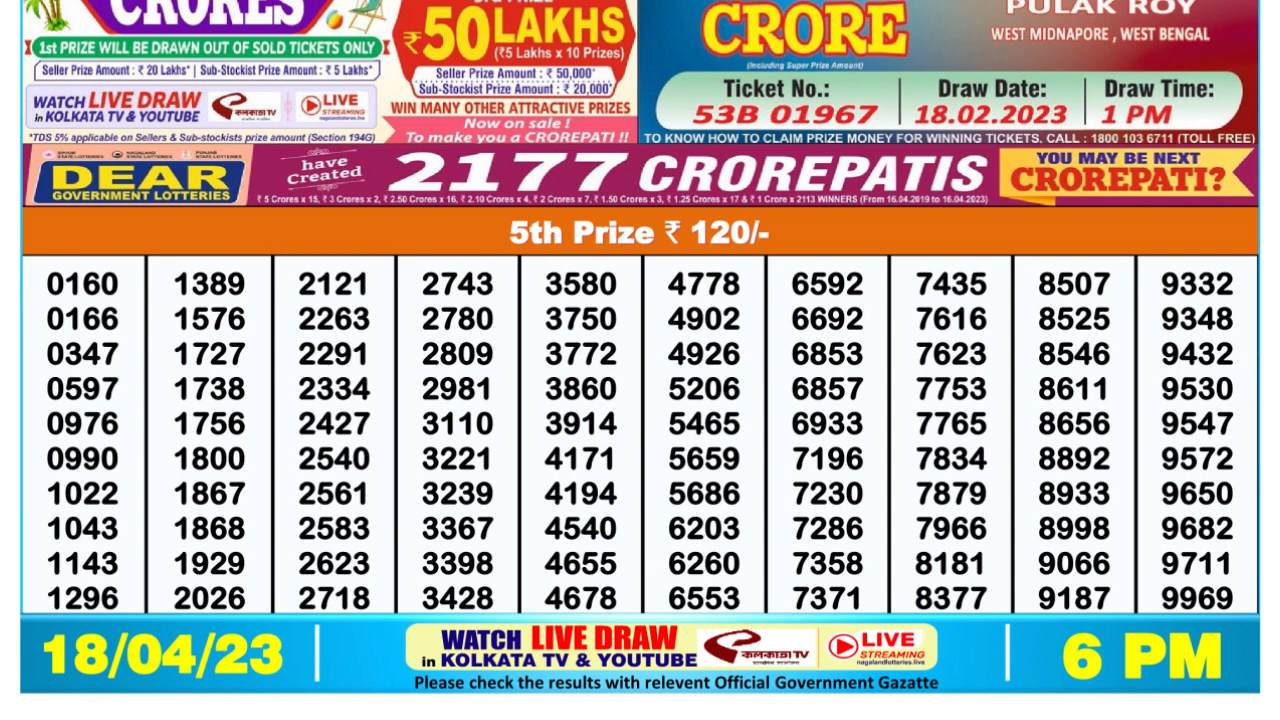 CRORES
1st PRIZE WILL BE DRAWN OUT OF SOLD TICKETS ONLY
Seller Prize Amount : ₹ 20 Lakhs* | Sub-Stockist Prize Amount : ₹ 5 Lakhs*
WATCH LIVE DRAW
in KOLKATA TV & YOUTUBE
কলকাতা TV
LIVE
STREAMING
*TDS 5% applicable on Sellers & Sub-stockists prize amount (Section 194G)
₹50 LAKHS
(₹5 Lakhs x 10 Prizes)
Seller Prize Amount : ₹ 50,000*
Sub-Stockist Prize Amount : ₹ 20,000*
WIN MANY OTHER ATTRACTIVE PRIZES
Now on sale !
To make you a CROREPATI !!
CRORE
(Including Super Prize Amount)
PULAK ROY
WEST MIDNAPORE , WEST BENGAL
Ticket No.: Draw Date: Draw Time:
53B 01967 18.02.2023 1 PM
TO KNOW HOW TO CLAIM PRIZE MONEY FOR WINNING TICKETS. CALL : 1800 103 6711 (TOLL FREE)
STATE LOTTERIES NAGALAND STATE LOTTERIES PUNJAB STATE LOTTERIES
DEAR
GOVERNMENT LOTTERIES
have
Created
2177 CROREPATIS
₹ 5 Crores x 15, ₹ 3 Crores x 2, ₹ 2.50 Crores x 16, ₹ 2.10 Crores x 4, ₹ 2 Crores x 7, ₹ 1.50 Crores x 3, ₹ 1.25 Crores x 17 & ₹ 1 Crore x 2113 WINNERS (From 16.04.2019 to 16.04.2023)
YOU MAY BE NEXT
CROREPATI?
5th Prize ₹ 120/-
0160 1389 2121 2743 3580 4778 6592 7435 8507 9332
0166 1576 2263 2780 3750 4902 6692 7616 8525 9348
0347 1727 2291 2809 3772 4926 6853 7623 8546 9432
0597 1738 2334 2981 3860 5206 6857 7753 8611 9530
0976 1756 2427 3110 3914 5465 6933 7765 8656 9547
0990 1800 2540 3221 4171 5659 7196 7834 8892 9572
1022 1867 2561 3239 4194 5686 7230 7879 8933 9650
1043 1868 2583 3367 4540 6203 7286 7966 8998 9682
1143 1929 2623 3398 4655 6260 7358 8181 9066 9711
1296 2026 2718 3428 4678 6553 7371 8377 9187 9969
18/04/23
WATCH LIVE DRAW
in KOLKATA TV & YOUTUBE
কলকাতা TV
LIVE
STREAMING
nagalandlotteries.live
Please check the results with relevent Official Government Gazatte
6 PM